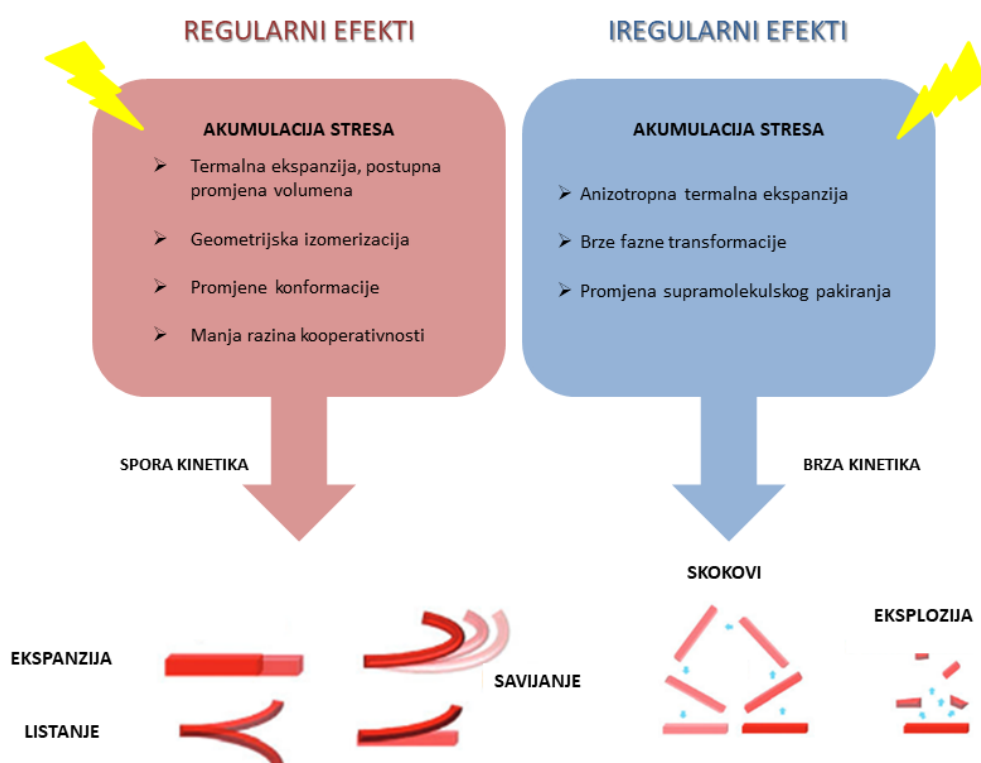 REGULARNI EFEKTI
IREGULARNI EFEKTI
AKUMULACIJA STRESA
Termalna ekspanzija, postupna
promjena volumena
Geometrijska izomerizacija
Promjene konformacije
Manja razina kooperativnosti
AKUMULACIJA STRESA
Anizotropna termalna ekspanzija
Brze fazne transformacije
Promjena supramolekulskog pakiranja
SPORA KINETIKA
BRZA KINETIKA
EKSPANZIJA
SAVIJANJE
LISTANJE
SKOKOVI
EKSPLOZIJA